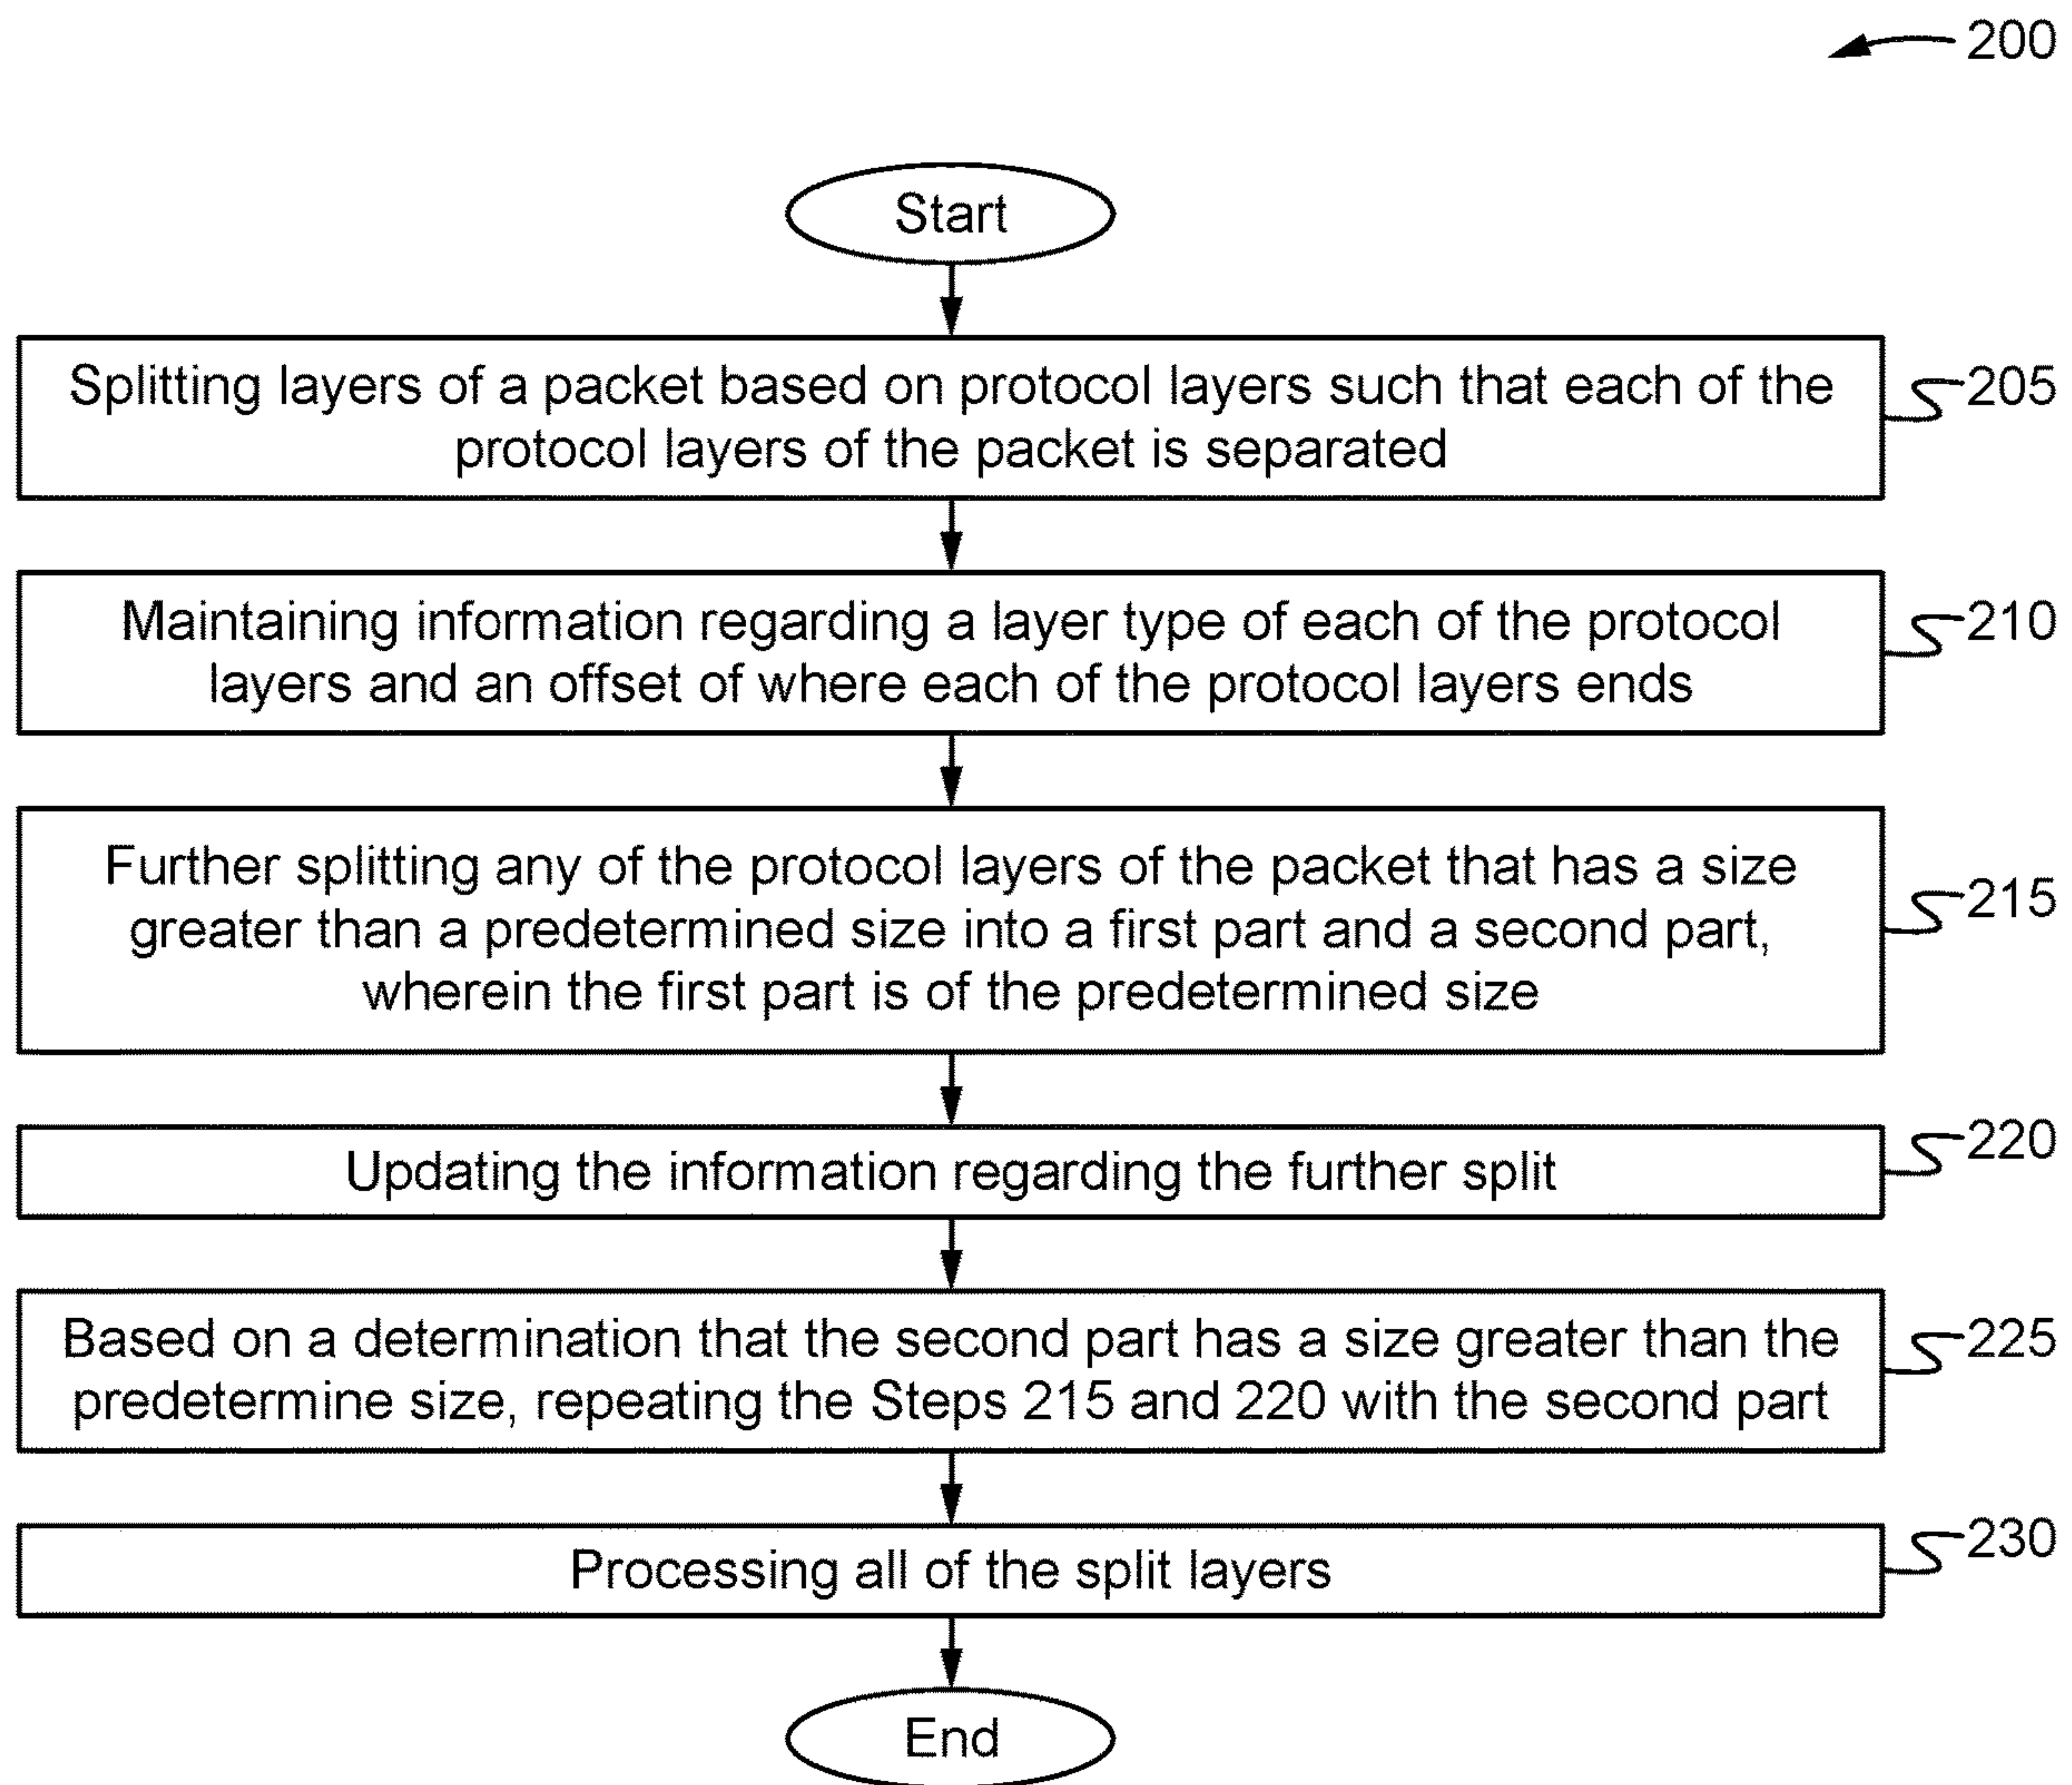 200
Start
Splitting layers of a packet based on protocol layers such that each of the
protocol layers of the packet is separated
205
Maintaining information regarding a layer type of each of the protocol
layers and an offset of where each of the protocol layers ends
210
Further splitting any of the protocol layers of the packet that has a size
greater than a predetermined size into a first part and a second part,
wherein the first part is of the predetermined size
215
Updating the information regarding the further split
220
Based on a determination that the second part has a size greater than the
predetermine size, repeating the Steps 215 and 220 with the second part
225
Processing all of the split layers
230
End